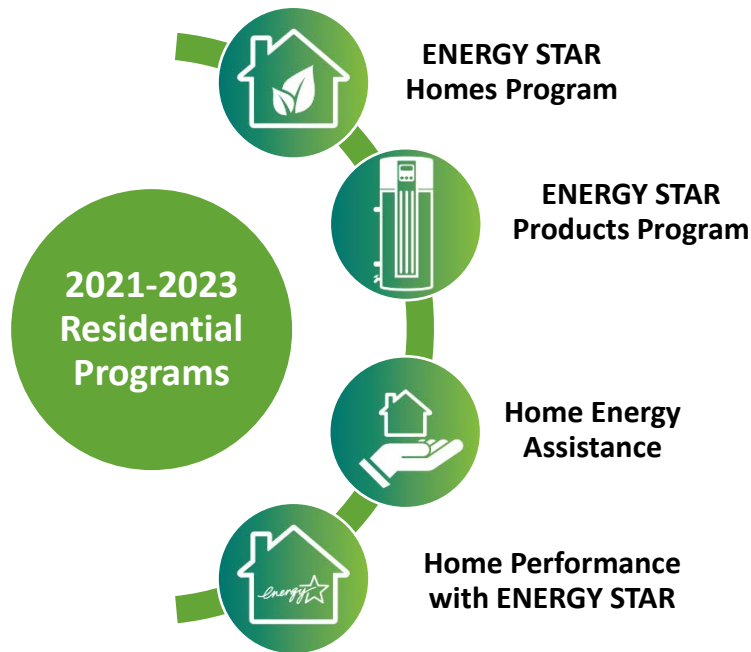 ENERGY STAR
Homes Program
ENERGY STAR
Products Program
2021-2023
Residential
Programs
Home Energy
Assistance
energy
Home Performance
with ENERGY STAR